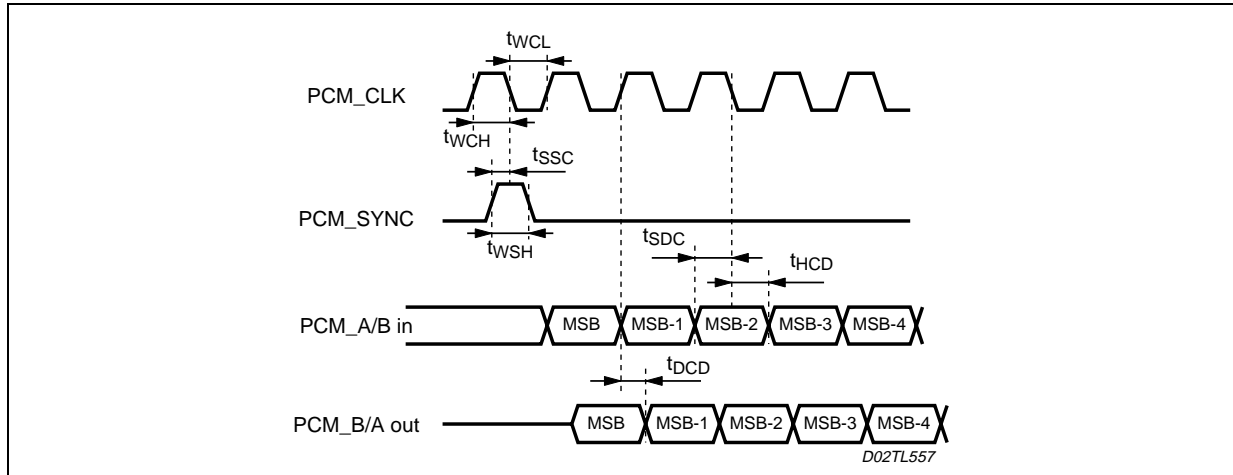 tWCL
PCM_CLK
tWCH
tSSC
PCM_SYNC
tWSH
tSDC
tHCD
PCM_A/B in
MSB MSB-1 MSB-2 MSB-3 MSB-4
tDCD
PCM_B/A out
MSB MSB-1 MSB-2 MSB-3 MSB-4
D02TL557